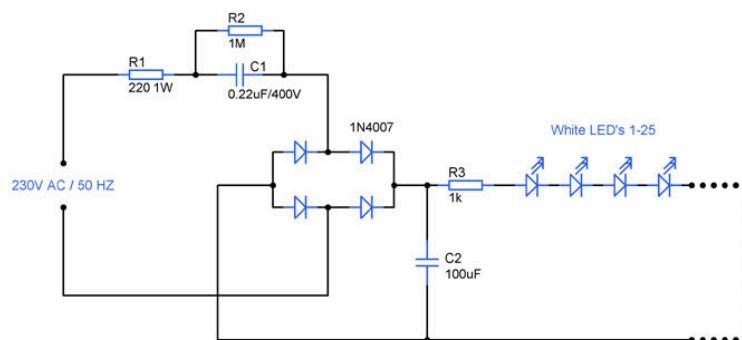 R2
1M
R1
C1
220 1W
0.22uF/400V
1N4007
White LED's 1-25
230V AC / 50 HZ
R3
1k
C2
100uF